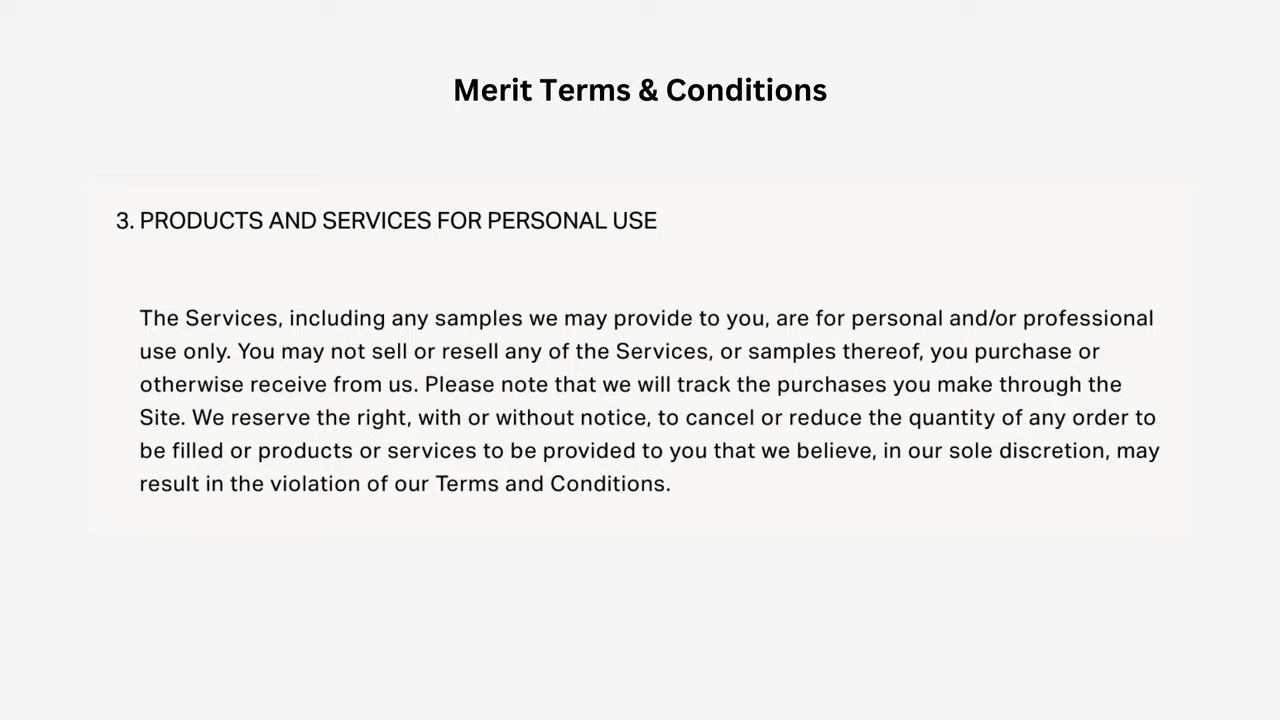 Merit Terms & Conditions
3. PRODUCTS AND SERVICES FOR PERSONAL USE
The Services, including any samples we may provide to you, are for personal and/or professional
use only. You may not sell or resell any of the Services, or samples thereof, you purchase or
otherwise receive from us. Please note that we will track the purchases you make through the
Site. We reserve the right, with or without notice, to cancel or reduce the quantity of any order to
be filled or products or services to be provided to you that we believe, in our sole discretion, may
result in the violation of our Terms and Conditions.